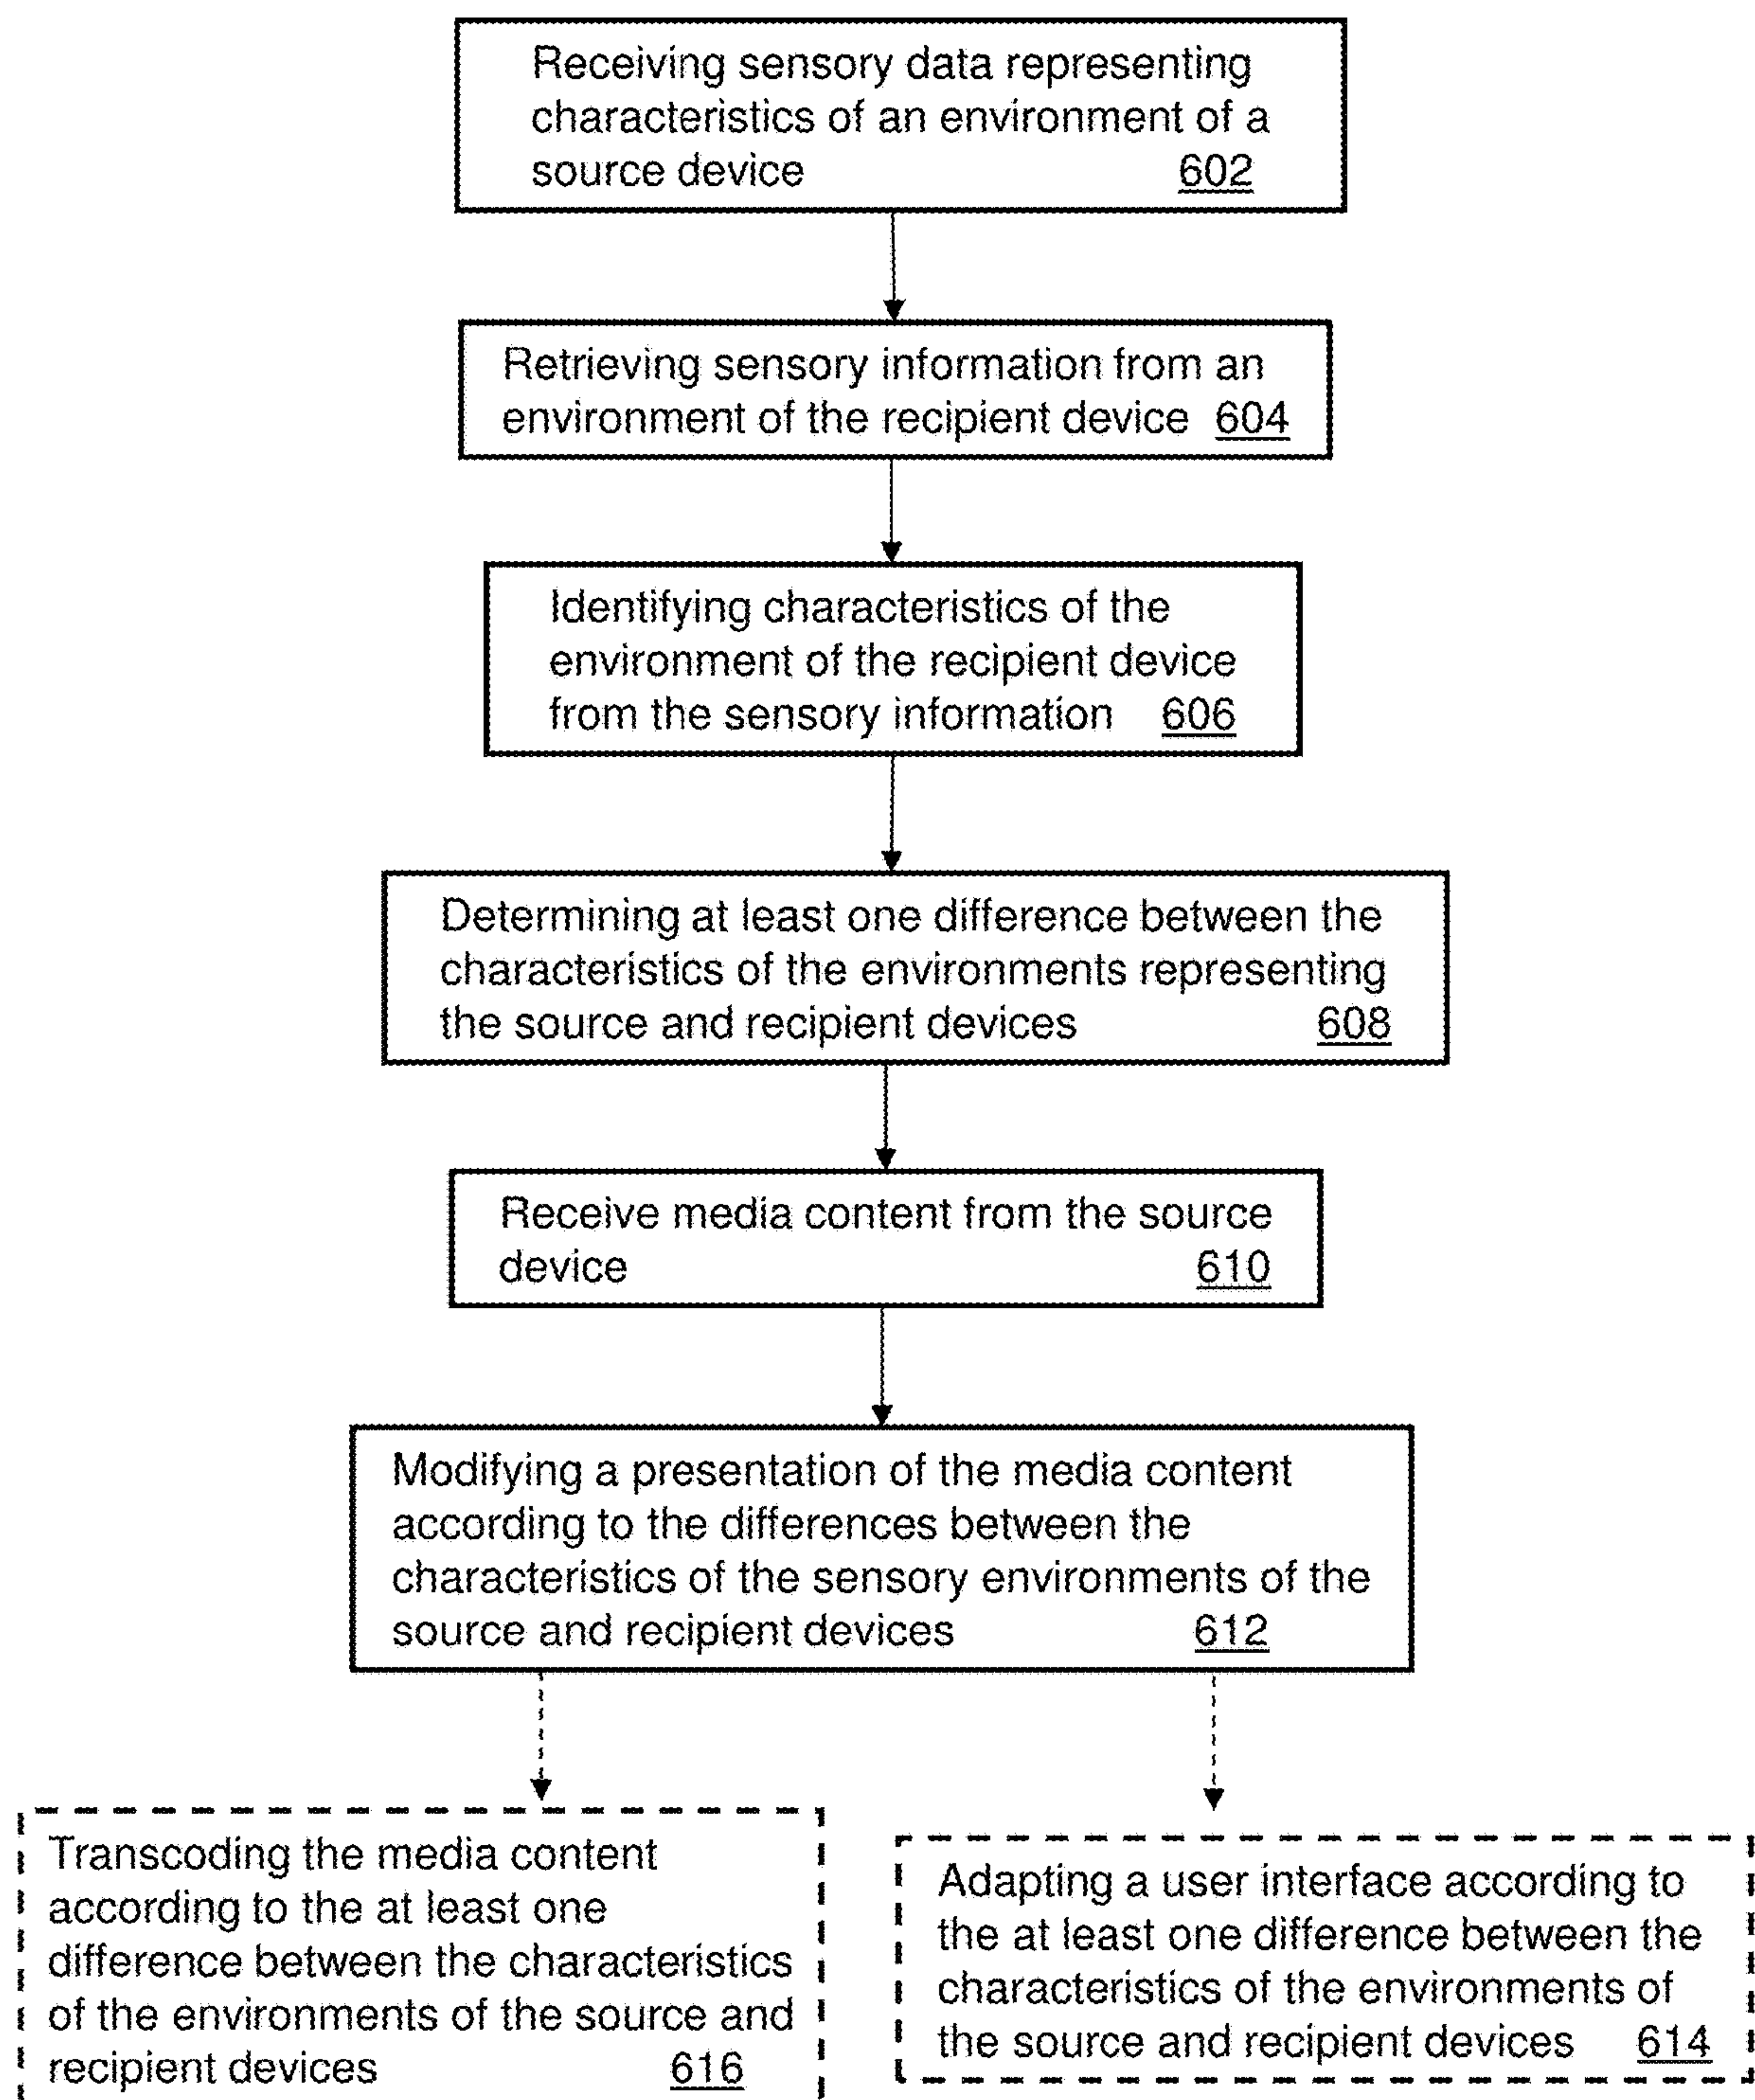 Receiving sensory data representing
characteristics of an environment of a
source device 602
Retrieving sensory information from an
environment of the recipient device 604
Identifying characteristics of the
environment of the recipient device
from the sensory information 606
Determining at least one difference between the
characteristics of the environments representing
the source and recipient devices 608
Receive media content from the source
device 610
Modifying a presentation of the media content
according to the differences between the
characteristics of the sensory environments of the
source and recipient devices 612
Transcoding the media content
according to the at least one
difference between the characteristics
of the environments of the source and
recipient devices 616
Adapting a user interface according to
the at least one difference between the
characteristics of the environments of
the source and recipient devices 614